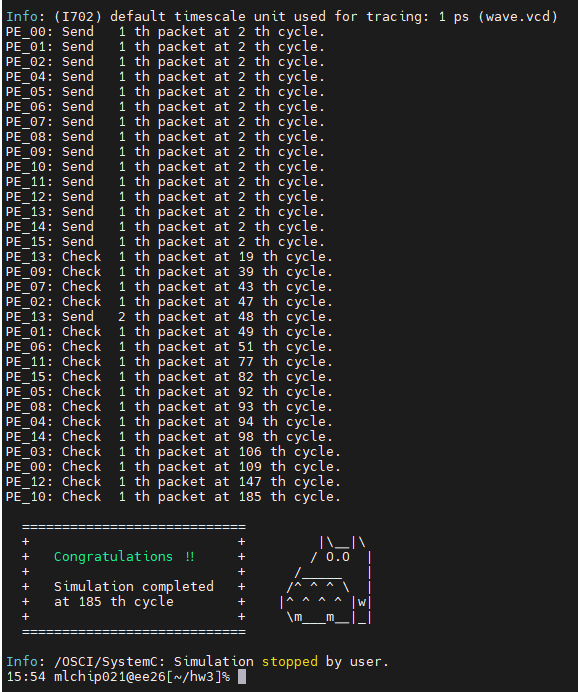 Info: (I702) default timescale unit used for tracing: 1 ps (wave.vcd)
PE_00: Send   1 th packet at 2 th cycle.
PE_01: Send   1 th packet at 2 th cycle.
PE_02: Send   1 th packet at 2 th cycle.
PE_04: Send   1 th packet at 2 th cycle.
PE_05: Send   1 th packet at 2 th cycle.
PE_06: Send   1 th packet at 2 th cycle.
PE_07: Send   1 th packet at 2 th cycle.
PE_08: Send   1 th packet at 2 th cycle.
PE_09: Send   1 th packet at 2 th cycle.
PE_10: Send   1 th packet at 2 th cycle.
PE_11: Send   1 th packet at 2 th cycle.
PE_12: Send   1 th packet at 2 th cycle.
PE_13: Send   1 th packet at 2 th cycle.
PE_14: Send   1 th packet at 2 th cycle.
PE_15: Send   1 th packet at 2 th cycle.
PE_13: Check  1 th packet at 19 th cycle.
PE_09: Check  1 th packet at 39 th cycle.
PE_07: Check  1 th packet at 43 th cycle.
PE_02: Check  1 th packet at 47 th cycle.
PE_13: Send   2 th packet at 48 th cycle.
PE_01: Check  1 th packet at 49 th cycle.
PE_06: Check  1 th packet at 51 th cycle.
PE_11: Check  1 th packet at 77 th cycle.
PE_15: Check  1 th packet at 82 th cycle.
PE_05: Check  1 th packet at 92 th cycle.
PE_08: Check  1 th packet at 93 th cycle.
PE_04: Check  1 th packet at 94 th cycle.
PE_14: Check  1 th packet at 98 th cycle.
PE_03: Check  1 th packet at 106 th cycle.
PE_00: Check  1 th packet at 109 th cycle.
PE_12: Check  1 th packet at 147 th cycle.
PE_10: Check  1 th packet at 185 th cycle.
  ============================
  +                          +         |\__|\
  +   Congratulations !!     +        / O.O  |
  +                          +      /_____   |
  +   Simulation completed   +     /^ ^ ^ \  |
  +   at 185 th cycle        +    |^ ^ ^ ^ |w|
  +                          +     \m___m__|_|
  ============================
Info: /OSCI/SystemC: Simulation stopped by user.
15:54 mlchip021@ee26[~/hw3]%